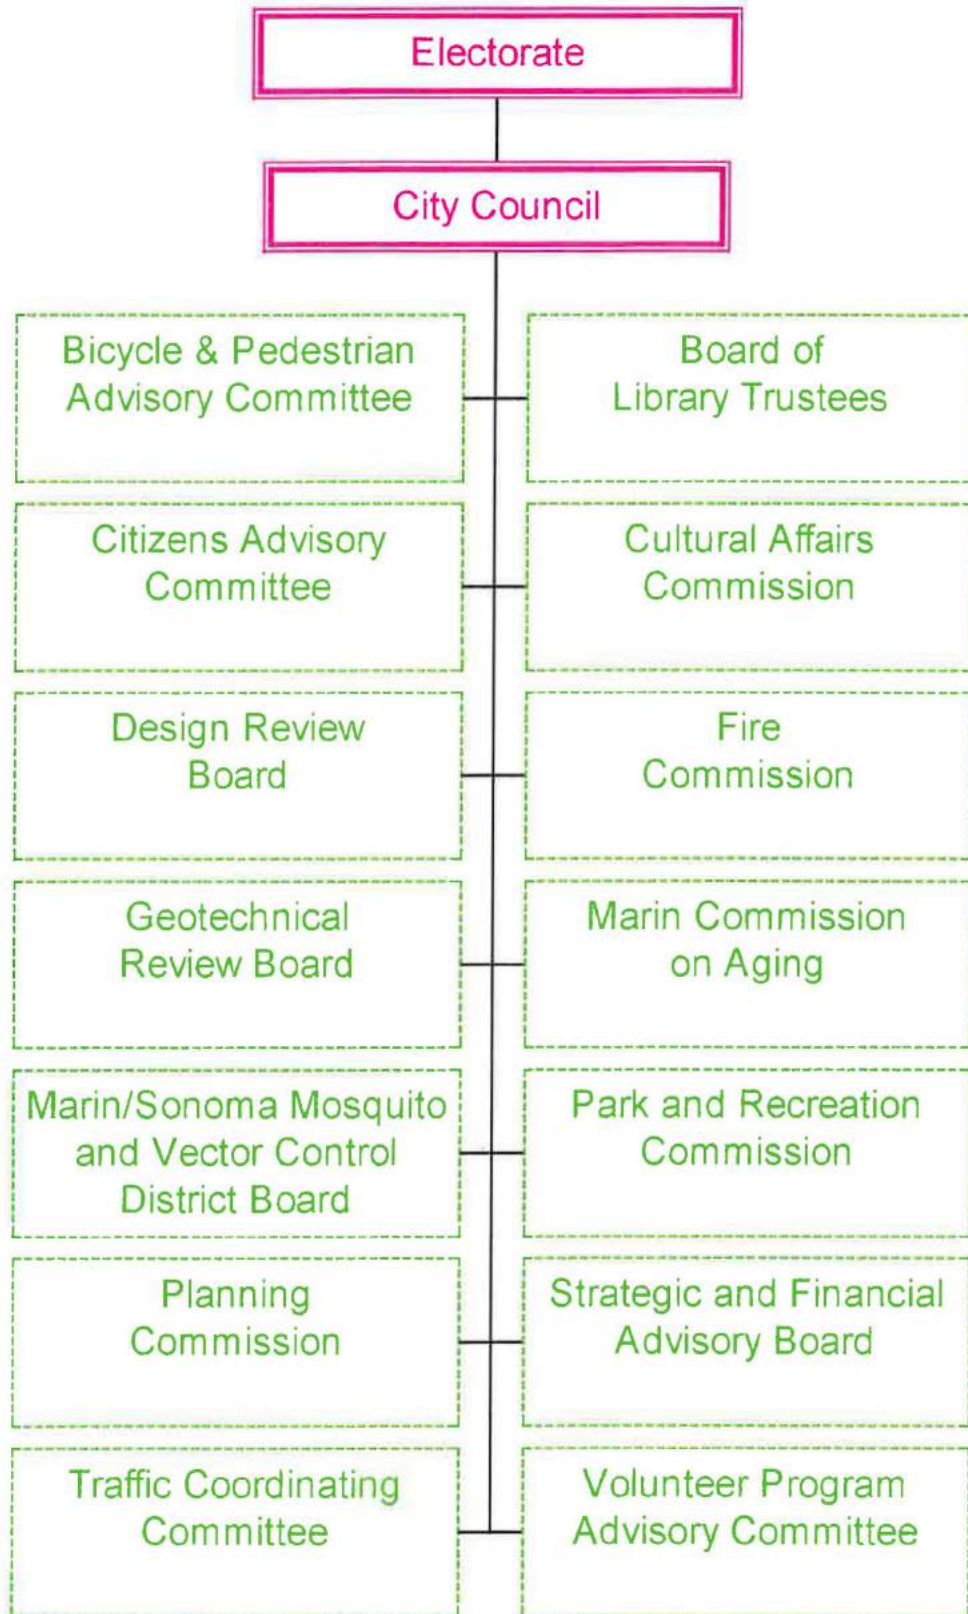 Electorate
City Council
Bicycle & Pedestrian
Advisory Committee
Board of
Library Trustees
Citizens Advisory
Committee
Cultural Affairs
Commission
Design Review
Board
Fire
Commission
Geotechnical
Review Board
Marin Commission
on Aging
Marin/Sonoma Mosquito
and Vector Control
District Board
Park and Recreation
Commission
Planning
Commission
Strategic and Financial
Advisory Board
Traffic Coordinating
Committee
Volunteer Program
Advisory Committee